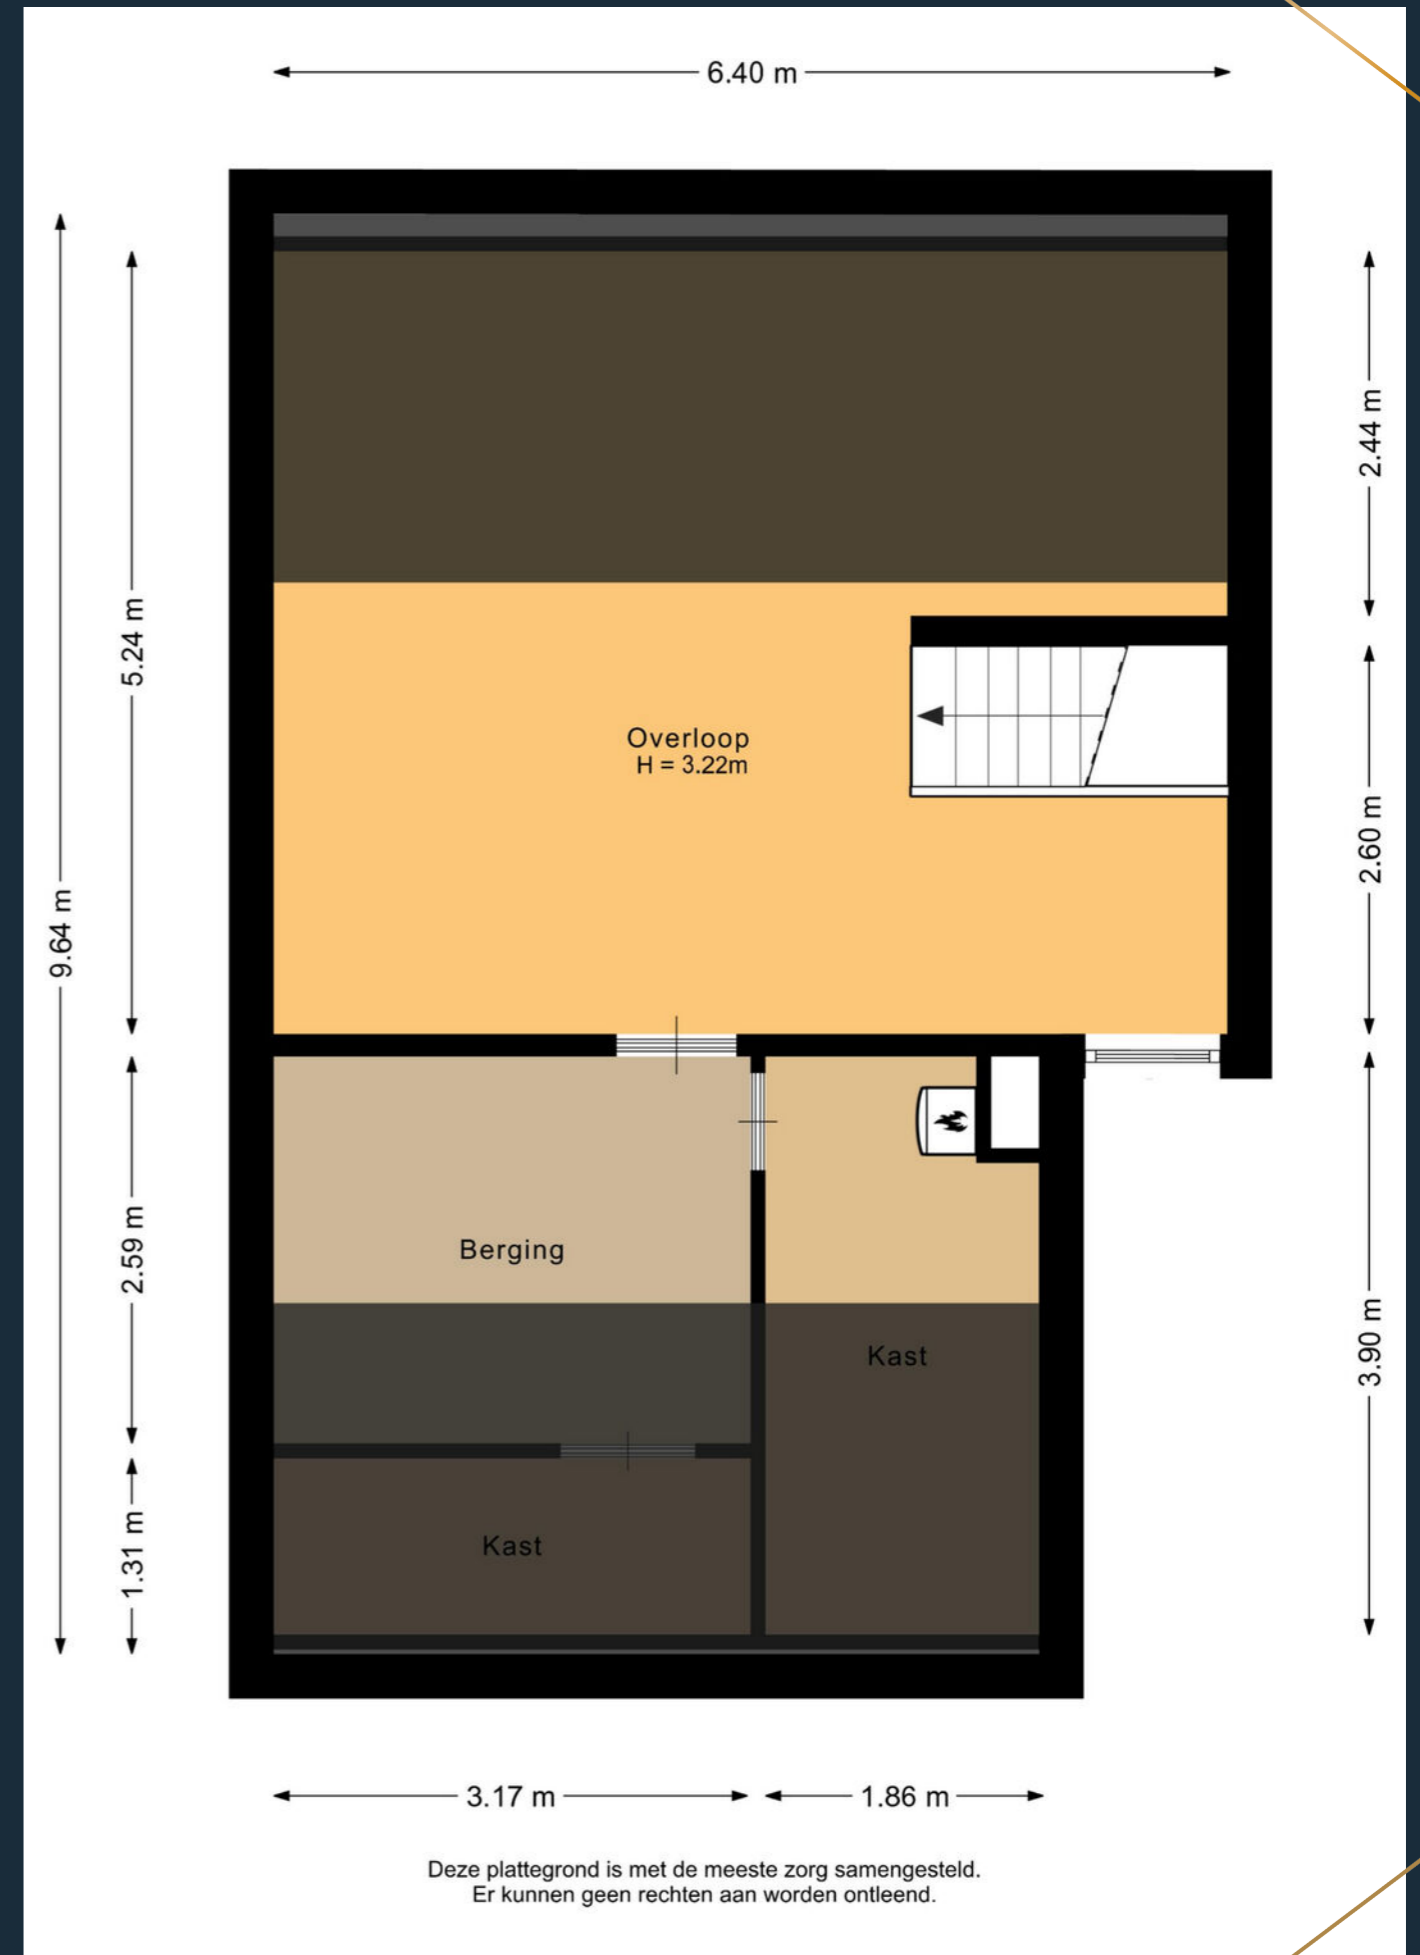 6.40 m
9.64 m
5.24 m
2.44 m
Overloop
H = 3.22m
2.60 m
2.59 m
Berging
Kast
3.90 m
1.31 m
Kast
3.17 m
1.86 m
Deze plattegrond is met de meeste zorg samengesteld.
Er kunnen geen rechten aan worden ontleend.